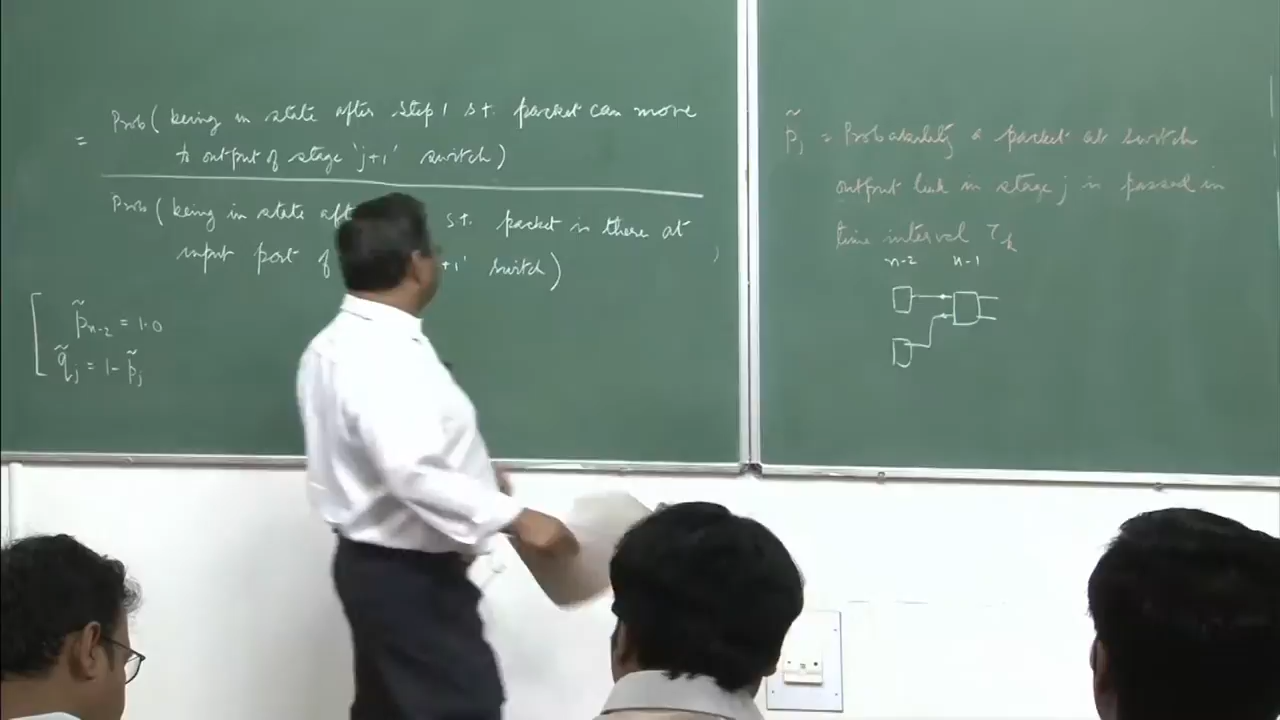 = Prob ( being in state after step 1 s.t. packet can move
to output of stage 'j+1' switch )
Prob ( being in state s.t. packet is there at
input port of +1' switch )
p̃n-2 = 1.0
q̃j = 1 - p̃j
p̃j = Probability a packet at switch
output link in stage j is passed in
time interval τk
n-2 n-1